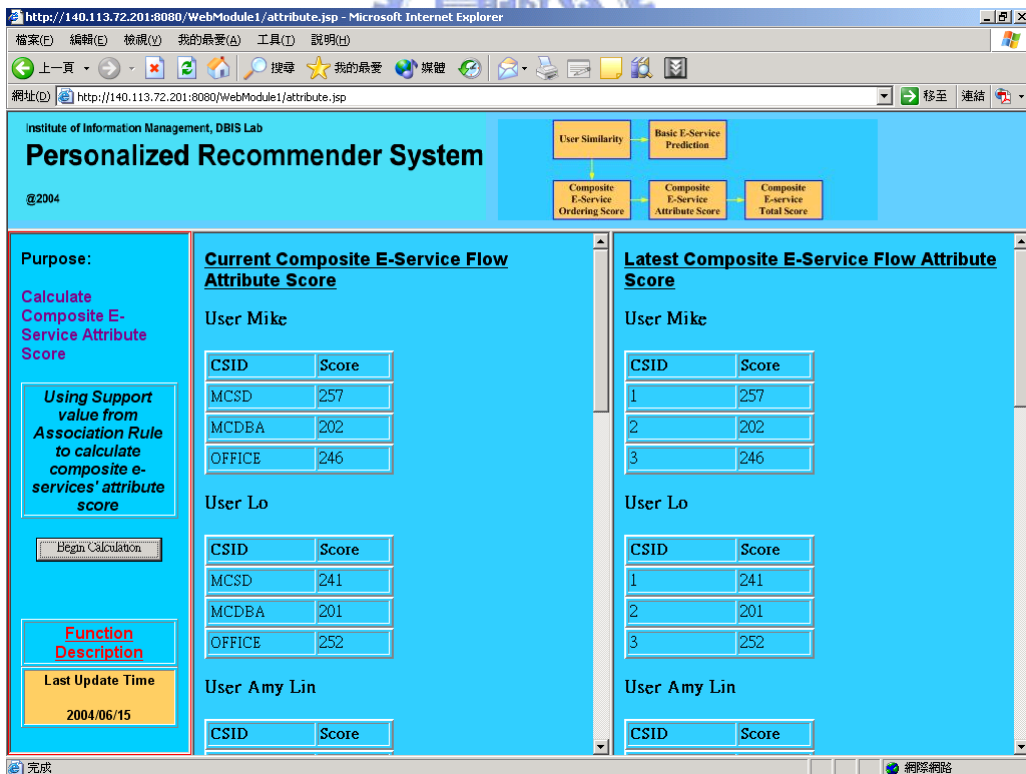 http://140.113.72.201:8080/WebModule1/attribute.jsp - Microsoft Internet Explorer
檔案(F) 編輯(E) 檢視(V) 我的最愛(A) 工具(T) 說明(H)
上一頁 搜尋 我的最愛 媒體
網址(D) http://140.113.72.201:8080/WebModule1/attribute.jsp 移至 連結
Institute of Information Management, DBIS Lab
Personalized Recommender System
@2004
User Similarity
Basic E-Service
Prediction
Composite
E-Service
Ordering Score
Composite
E-Service
Attribute Score
Composite
E-service
Total Score
Purpose:
Calculate
Composite E-
Service Attribute
Score
Using Support
value from
Association Rule
to calculate
composite e-
services' attribute
score
Begin Calculation
Function
Description
Last Update Time
2004/06/15
Current Composite E-Service Flow
Attribute Score
User Mike
CSID Score
MCSD 257
MCDBA 202
OFFICE 246
User Lo
CSID Score
MCSD 241
MCDBA 201
OFFICE 252
User Amy Lin
CSID Score
Latest Composite E-Service Flow Attribute
Score
User Mike
CSID Score
1 257
2 202
3 246
User Lo
CSID Score
1 241
2 201
3 252
User Amy Lin
CSID Score
完成 網際網路